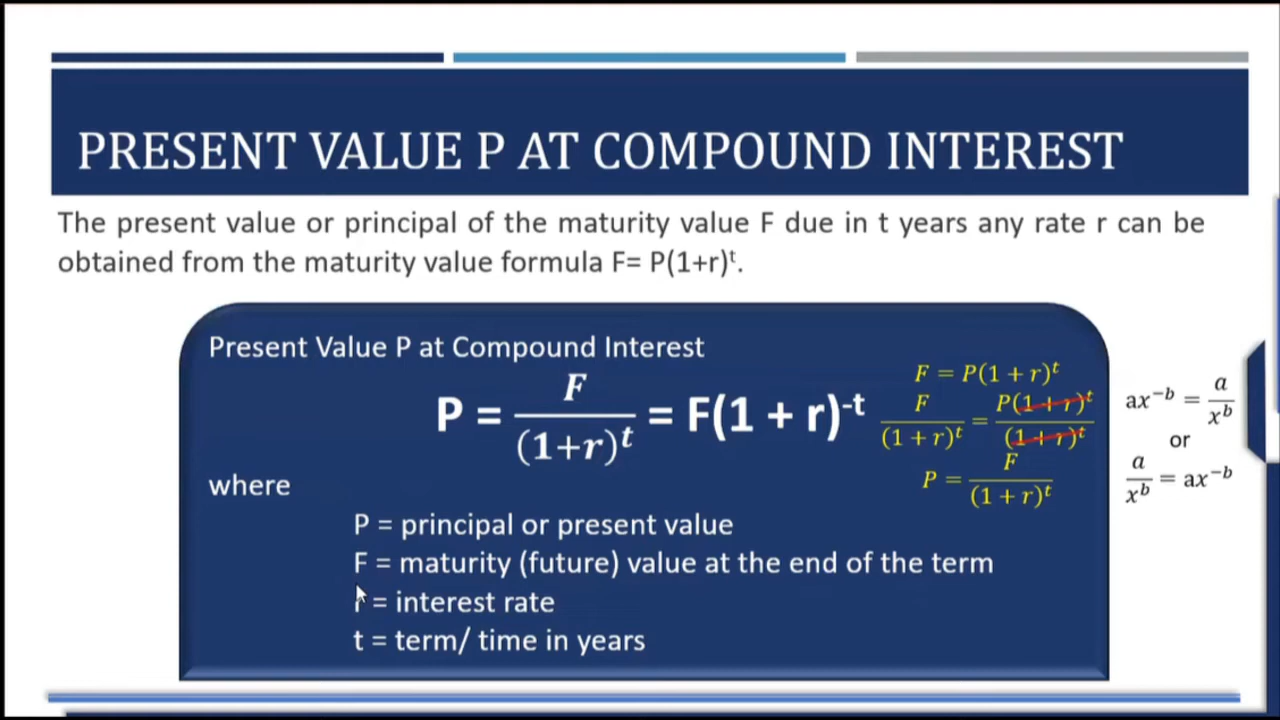 PRESENT VALUE P AT COMPOUND INTEREST
The present value or principal of the maturity value F due in t years any rate r can be
obtained from the maturity value formula F= P(1+r)ᵗ.
Present Value P at Compound Interest
P = F/(1+r)ᵗ = F(1 + r)⁻ᵗ
F = P(1 + r)ᵗ
F/(1 + r)ᵗ = P(1 + r)ᵗ/(1 + r)ᵗ
P = F/(1 + r)ᵗ
ax⁻ᵇ = a/xᵇ
or
a/xᵇ = ax⁻ᵇ
where
P = principal or present value
F = maturity (future) value at the end of the term
r = interest rate
t = term/ time in years